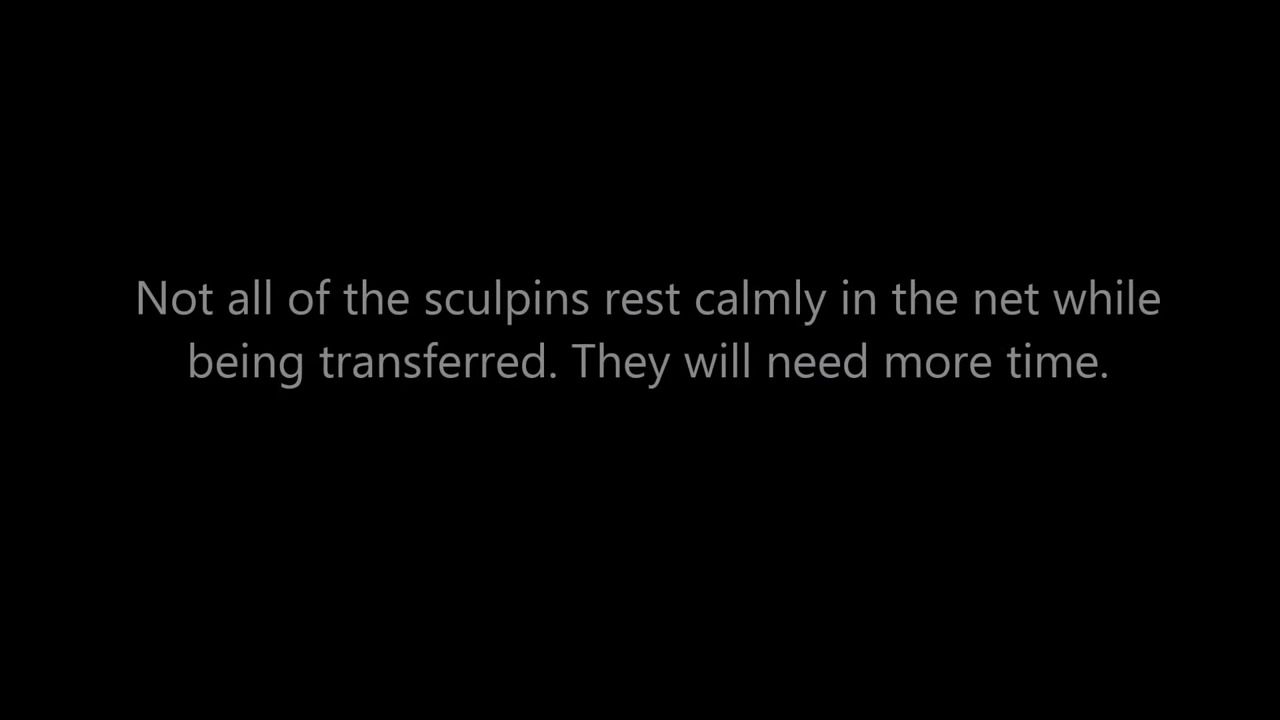 Not all of the sculpins rest calmly in the net while
being transferred. They will need more time.